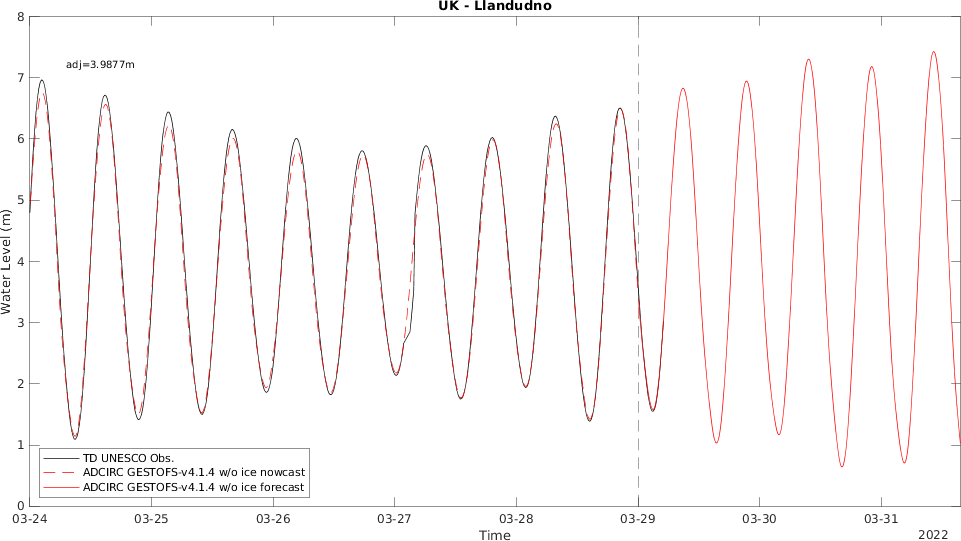 UK - Llandudno
8
adj=3.9877m
7
6
5
4
3
2
1
0
Water Level (m)
TD UNESCO Obs.
ADCIRC GESTOFS-v4.1.4 w/o ice nowcast
ADCIRC GESTOFS-v4.1.4 w/o ice forecast
03-24 03-25 03-26 03-27 03-28 03-29 03-30 03-31
Time
2022